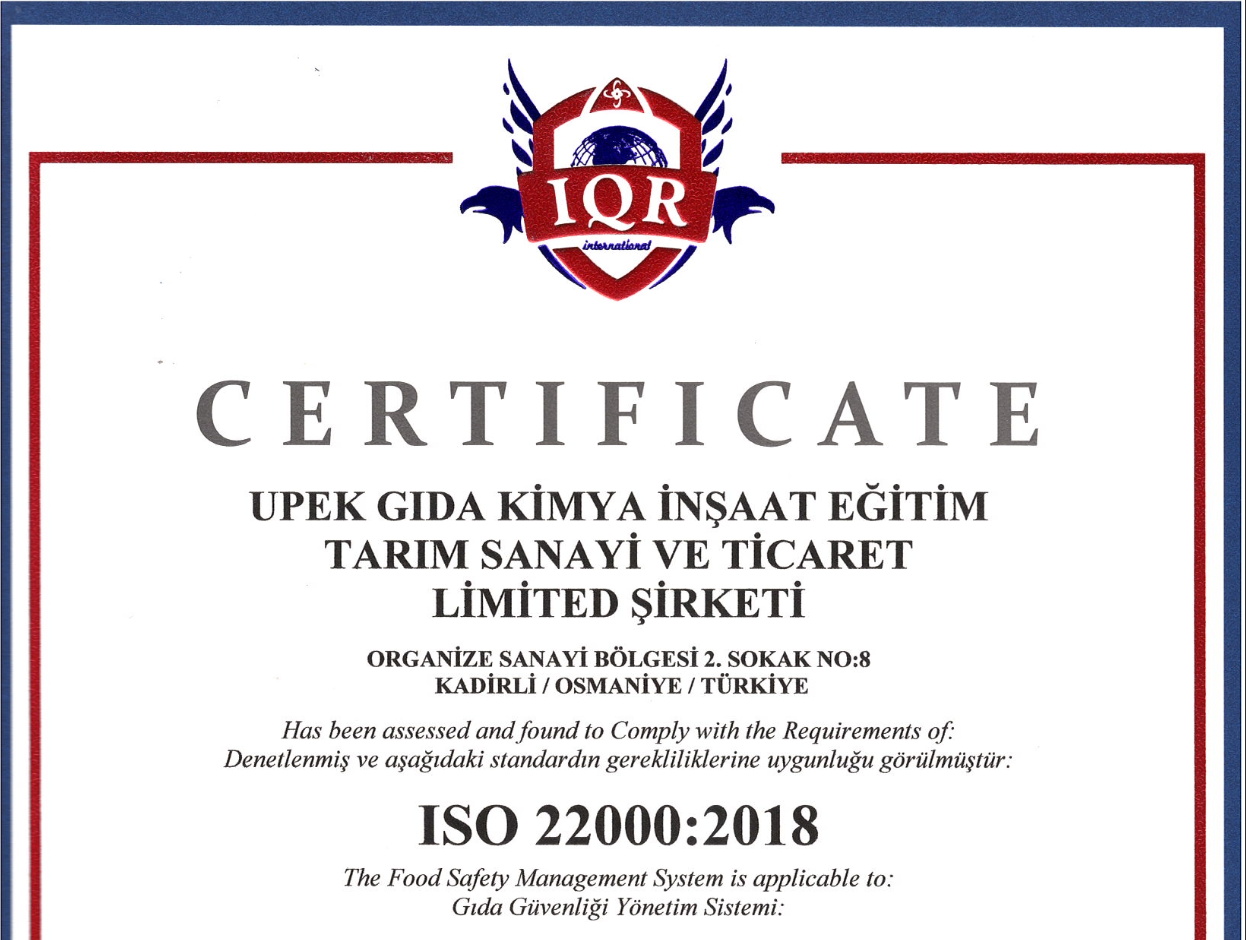 IQR
international
CERTIFICATE
UPEK GIDA KİMYA İNŞAAT EĞİTİM
TARIM SANAYİ VE TİCARET
LİMİTED ŞİRKETİ
ORGANİZE SANAYİ BÖLGESİ 2. SOKAK NO:8
KADİRLİ / OSMANİYE / TÜRKİYE
Has been assessed and found to Comply with the Requirements of:
Denetlenmiş ve aşağıdaki standardın gerekliliklerine uygunluğu görülmüştür:
ISO 22000:2018
The Food Safety Management System is applicable to:
Gıda Güvenliği Yönetim Sistemi: